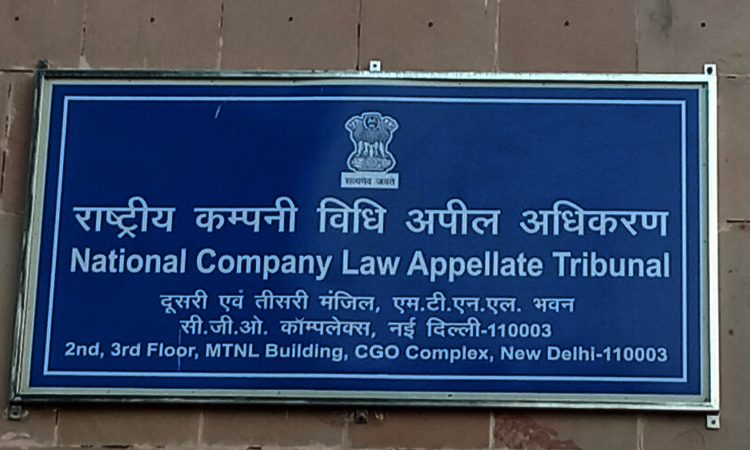 सत्यमेव जयते
राष्ट्रीय कम्पनी विधि अपील अधिकरण
National Company Law Appellate Tribunal
दूसरी एवं तीसरी मंजिल, एम.टी.एन.एल. भवन
सी.जी.ओ. कॉम्पलेक्स, नई दिल्ली-110003
2nd, 3rd Floor, MTNL Building, CGO Complex, New Delhi-110003